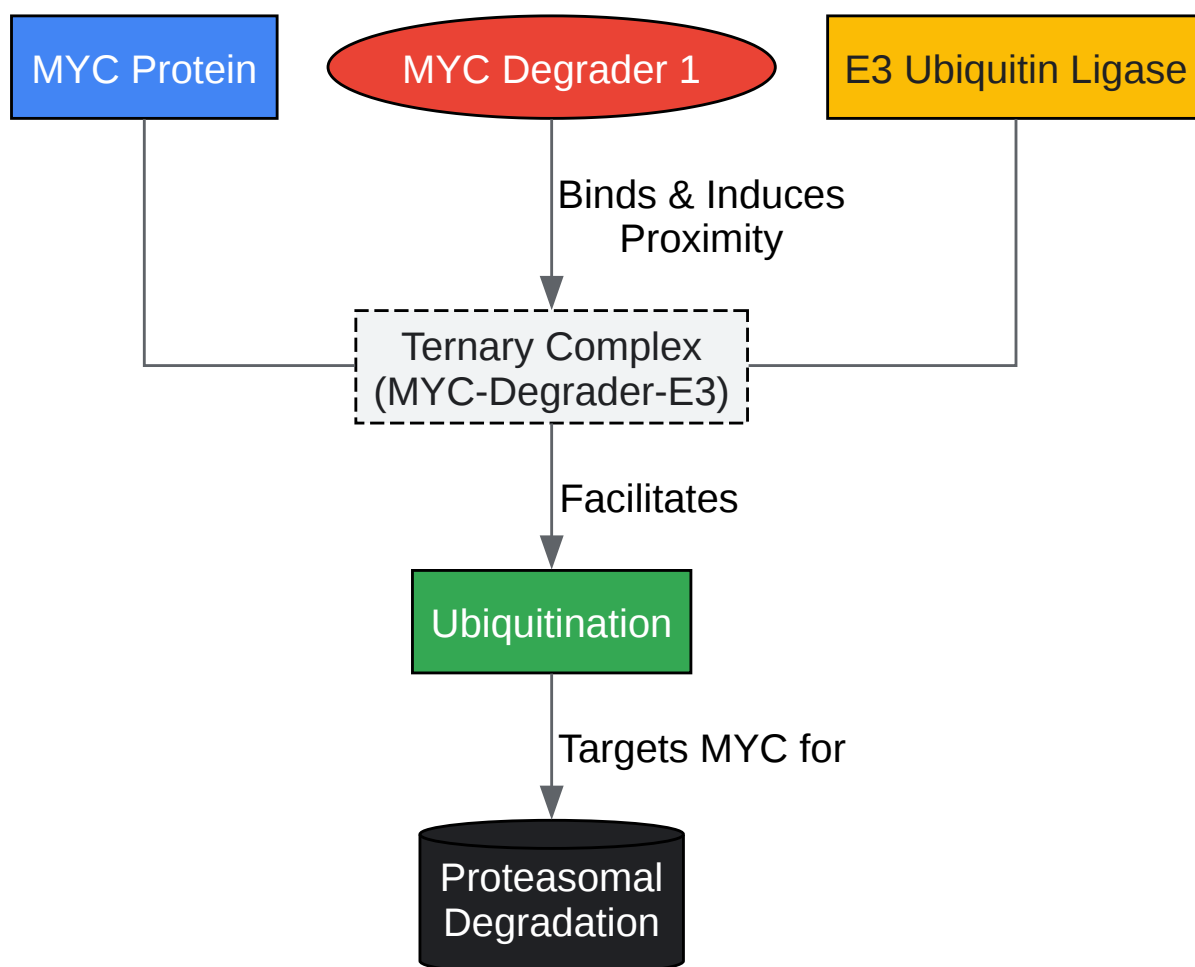 MYC Protein
MYC Degrader 1
E3 Ubiquitin Ligase
Binds & Induces
Proximity
Ternary Complex
(MYC-Degrader-E3)
Facilitates
Ubiquitination
Targets MYC for
Proteasomal
Degradation